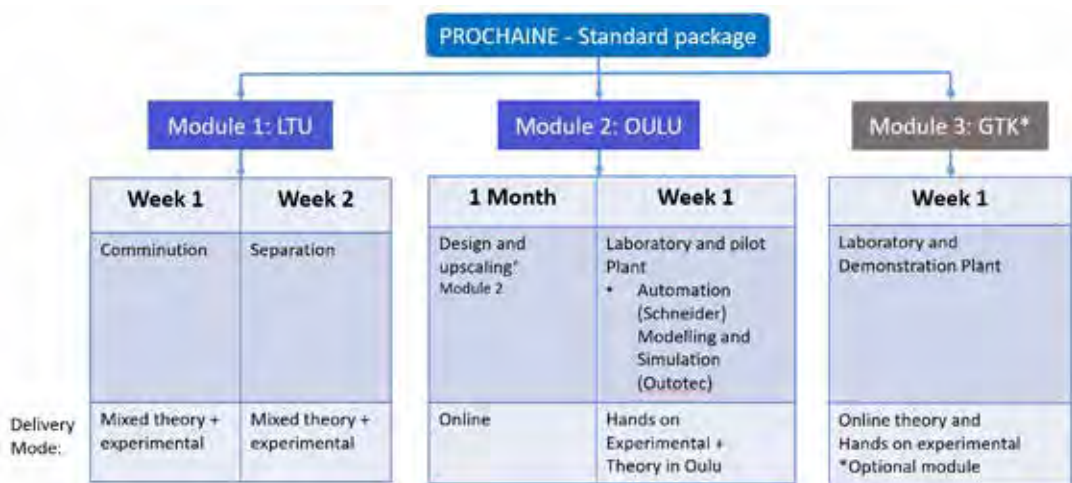 PROCHAINE - Standard package
Module 1: LTU
Module 2: OULU
Module 3: GTK*
Week 1
Week 2
1 Month
Week 1
Week 1
Comminution
Separation
Design and
upscaling*
Module 2
Laboratory and pilot
Plant
• Automation
(Schneider)
Modelling and
Simulation
(Outotec)
Laboratory and
Demonstration Plant
Delivery
Mode:
Mixed theory +
experimental
Mixed theory +
experimental
Online
Hands on
Experimental +
Theory in Oulu
Online theory and
Hands on experimental
*Optional module